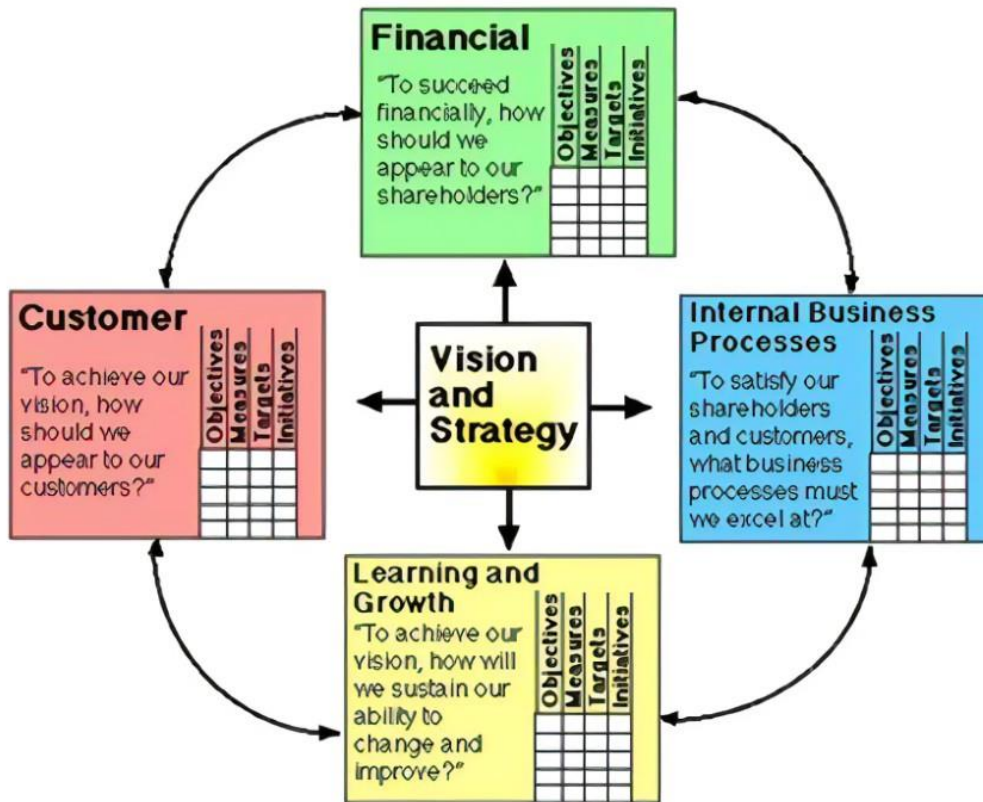 Financial
"To succeed
financially, how
should we
appear to our
shareholders?"
Objectives
Measures
Targets
Initiatives
Customer
"To achieve our
vision, how
should we
appear to our
customers?"
Objectives
Measures
Targets
Initiatives
Vision
and
Strategy
Internal Business
Processes
"To satisfy our
shareholders
and customers,
what business
processes must
we excel at?"
Objectives
Measures
Targets
Initiatives
Learning and
Growth
"To achieve our
vision, how will
we sustain our
ability to
change and
improve?"
Objectives
Measures
Targets
Initiatives